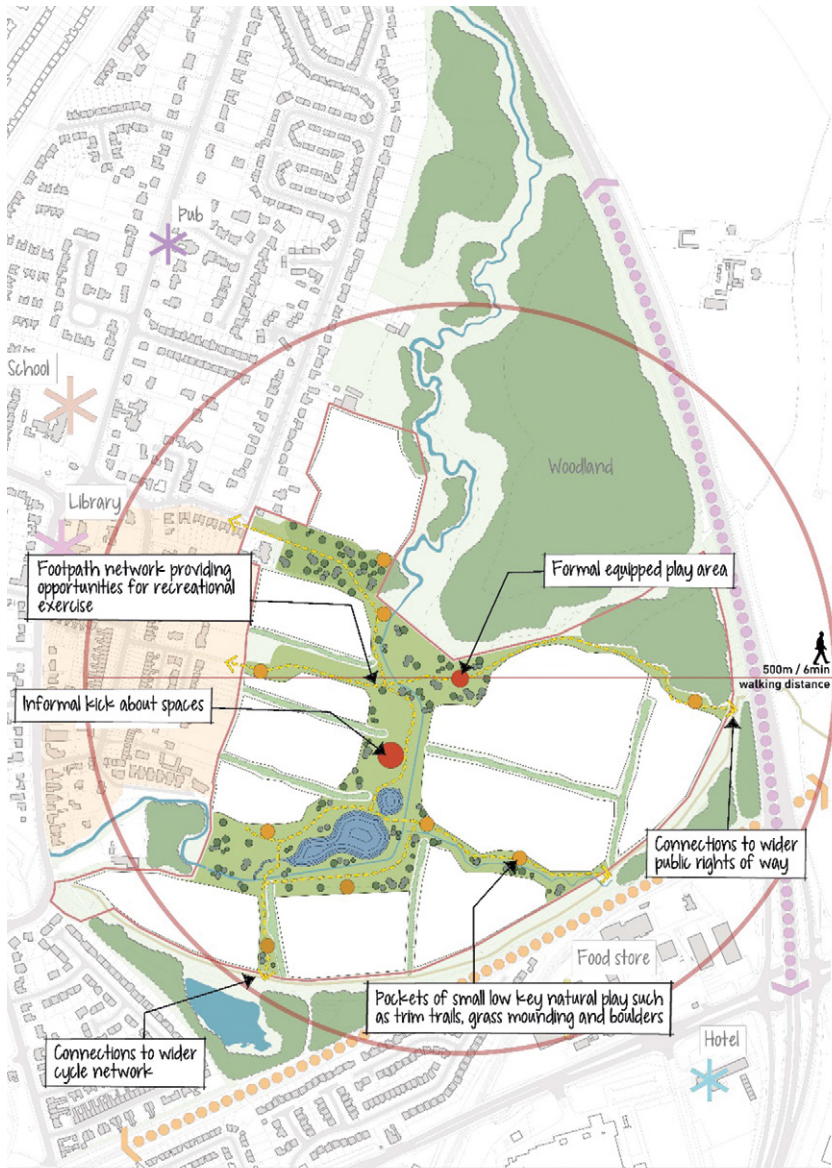 Pub
School
Library
Woodland
Footpath network providing
opportunities for recreational
exercise
Formal equipped play area
500m / 6min
walking distance
Informal kick about spaces
Connections to wider
public rights of way
Food store
Pockets of small low key natural play such
as trim trails, grass mounding and boulders
Hotel
Connections to wider
cycle network